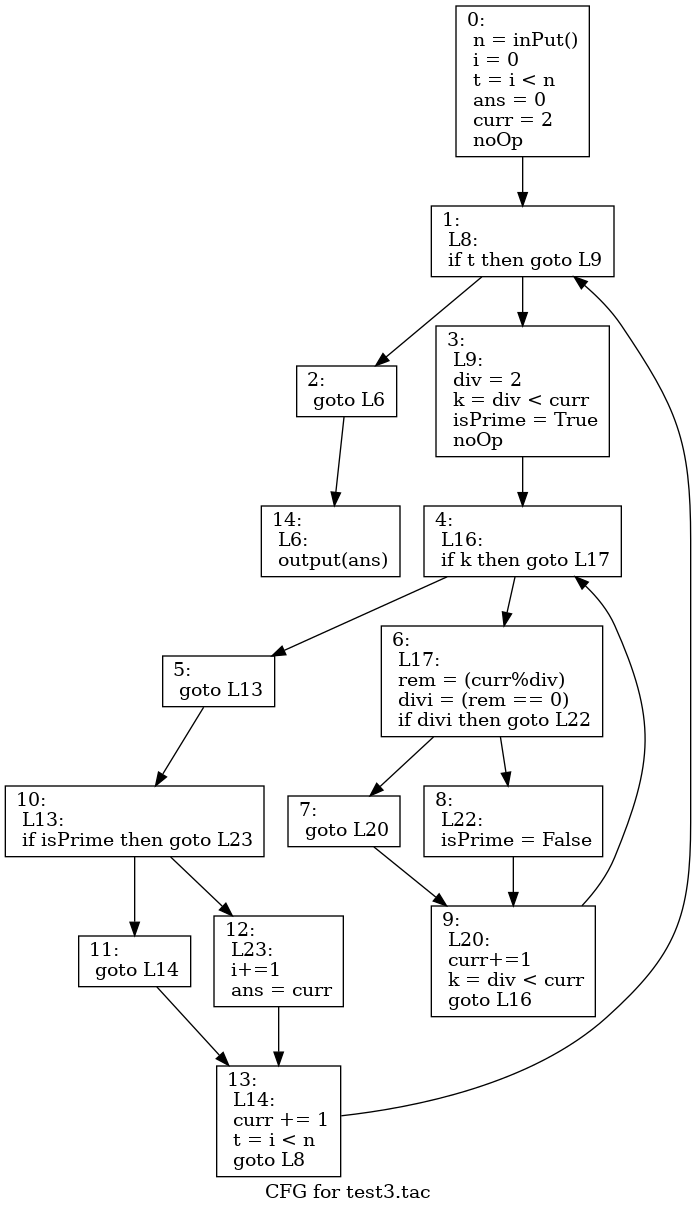 0:
n = inPut()
i = 0
t = i < n
ans = 0
curr = 2
noOp
1:
L8:
if t then goto L9
2:
goto L6
3:
L9:
div = 2
k = div < curr
isPrime = True
noOp
14:
L6:
output(ans)
4:
L16:
if k then goto L17
5:
goto L13
6:
L17:
rem = (curr%div)
divi = (rem == 0)
if divi then goto L22
10:
L13:
if isPrime then goto L23
7:
goto L20
8:
L22:
isPrime = False
11:
goto L14
12:
L23:
i+=1
ans = curr
9:
L20:
curr+=1
k = div < curr
goto L16
13:
L14:
curr += 1
t = i < n
goto L8
CFG for test3.tac